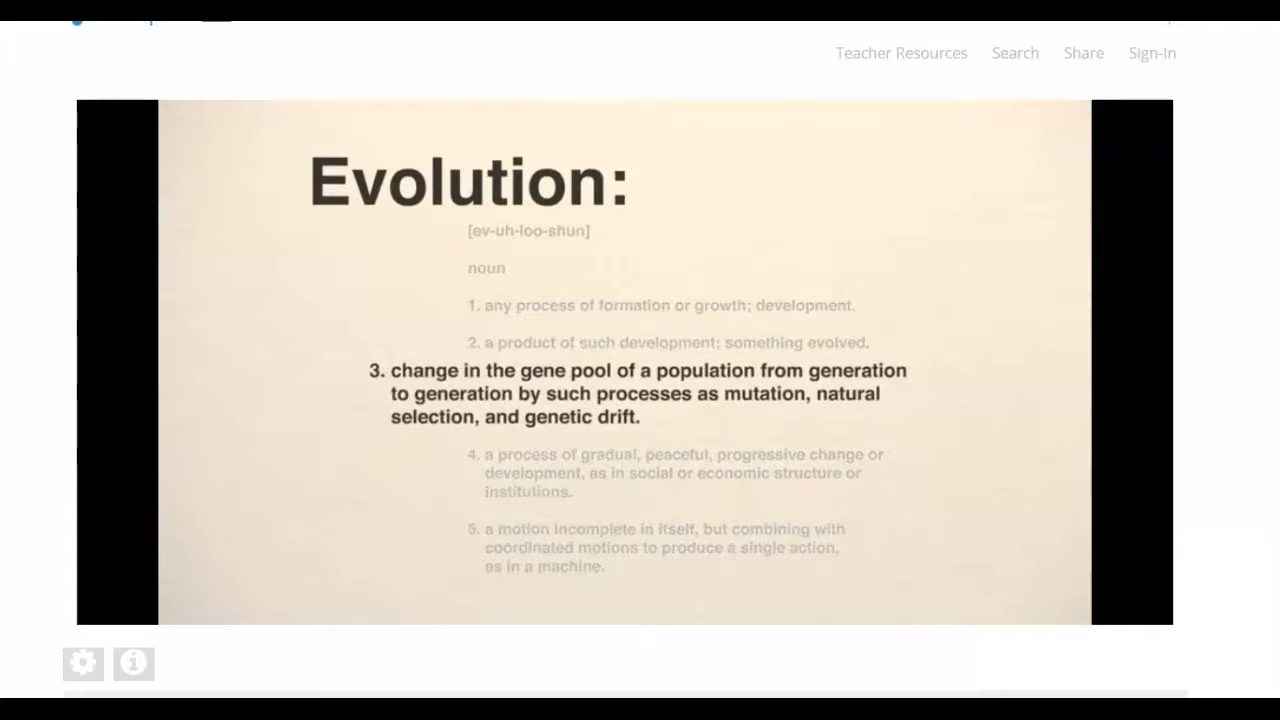 Teacher Resources Search Share Sign-In
Evolution:
[ev-uh-loo-shun]
noun
1. any process of formation or growth; development.
2. a product of such development; something evolved.
3. change in the gene pool of a population from generation
to generation by such processes as mutation, natural
selection, and genetic drift.
4. a process of gradual, peaceful, progressive change or
development, as in social or economic structure or
institutions.
5. a motion incomplete in itself, but combining with
coordinated motions to produce a single action,
as in a machine.